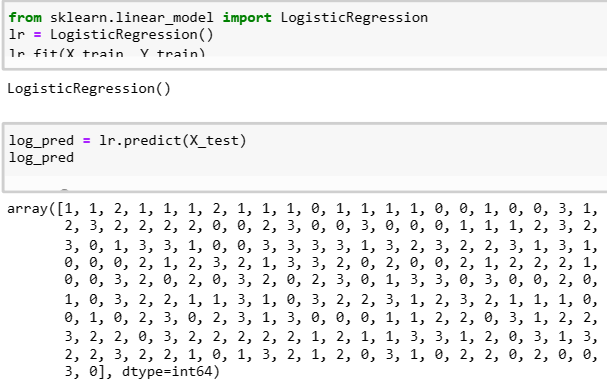 from sklearn.linear_model import LogisticRegression
lr = LogisticRegression()
lr.fit(X_train, Y_train)
LogisticRegression()
log_pred = lr.predict(X_test)
log_pred
array([1, 1, 2, 1, 1, 1, 2, 1, 1, 1, 0, 1, 1, 1, 1, 0, 0, 1, 0, 0, 3, 1,
2, 3, 2, 2, 2, 2, 0, 0, 2, 3, 0, 0, 3, 0, 0, 0, 1, 1, 1, 2, 3, 2,
3, 0, 1, 3, 3, 1, 0, 0, 3, 3, 3, 3, 1, 3, 2, 3, 2, 2, 3, 1, 3, 1,
0, 0, 0, 2, 1, 2, 3, 2, 1, 3, 3, 2, 0, 2, 0, 0, 2, 1, 2, 2, 2, 1,
0, 0, 3, 2, 0, 2, 0, 3, 2, 0, 2, 3, 0, 1, 3, 3, 0, 3, 0, 0, 2, 0,
1, 0, 3, 2, 2, 1, 1, 3, 1, 0, 3, 2, 2, 3, 1, 2, 3, 2, 1, 1, 1, 0,
0, 1, 0, 2, 3, 0, 2, 3, 1, 3, 0, 0, 0, 1, 1, 2, 2, 0, 3, 1, 2, 2,
3, 2, 2, 0, 3, 2, 2, 2, 2, 2, 1, 2, 1, 1, 3, 3, 1, 2, 0, 3, 1, 3,
2, 2, 3, 2, 2, 1, 0, 1, 3, 2, 1, 2, 0, 3, 1, 0, 2, 2, 0, 2, 0, 0,
3, 0], dtype=int64)